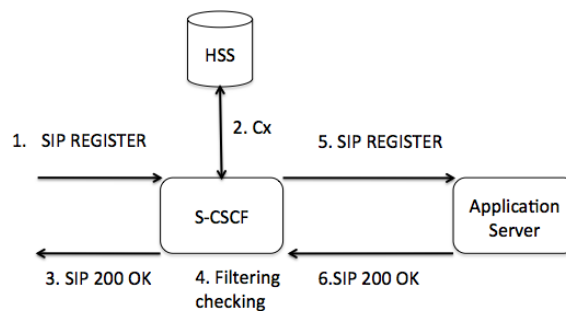 HSS
2. Cx
1. SIP REGISTER
5. SIP REGISTER
S-CSCF
Application
Server
3. SIP 200 OK
4. Filtering
checking
6.SIP 200 OK